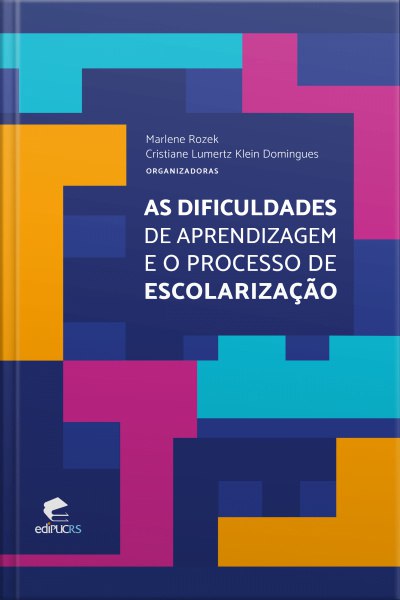 Marlene Rozek
Cristiane Lumertz Klein Domingues
ORGANIZADORAS
AS DIFICULDADES
DE APRENDIZAGEM
E O PROCESSO DE
ESCOLARIZAÇÃO
ediPUCRS